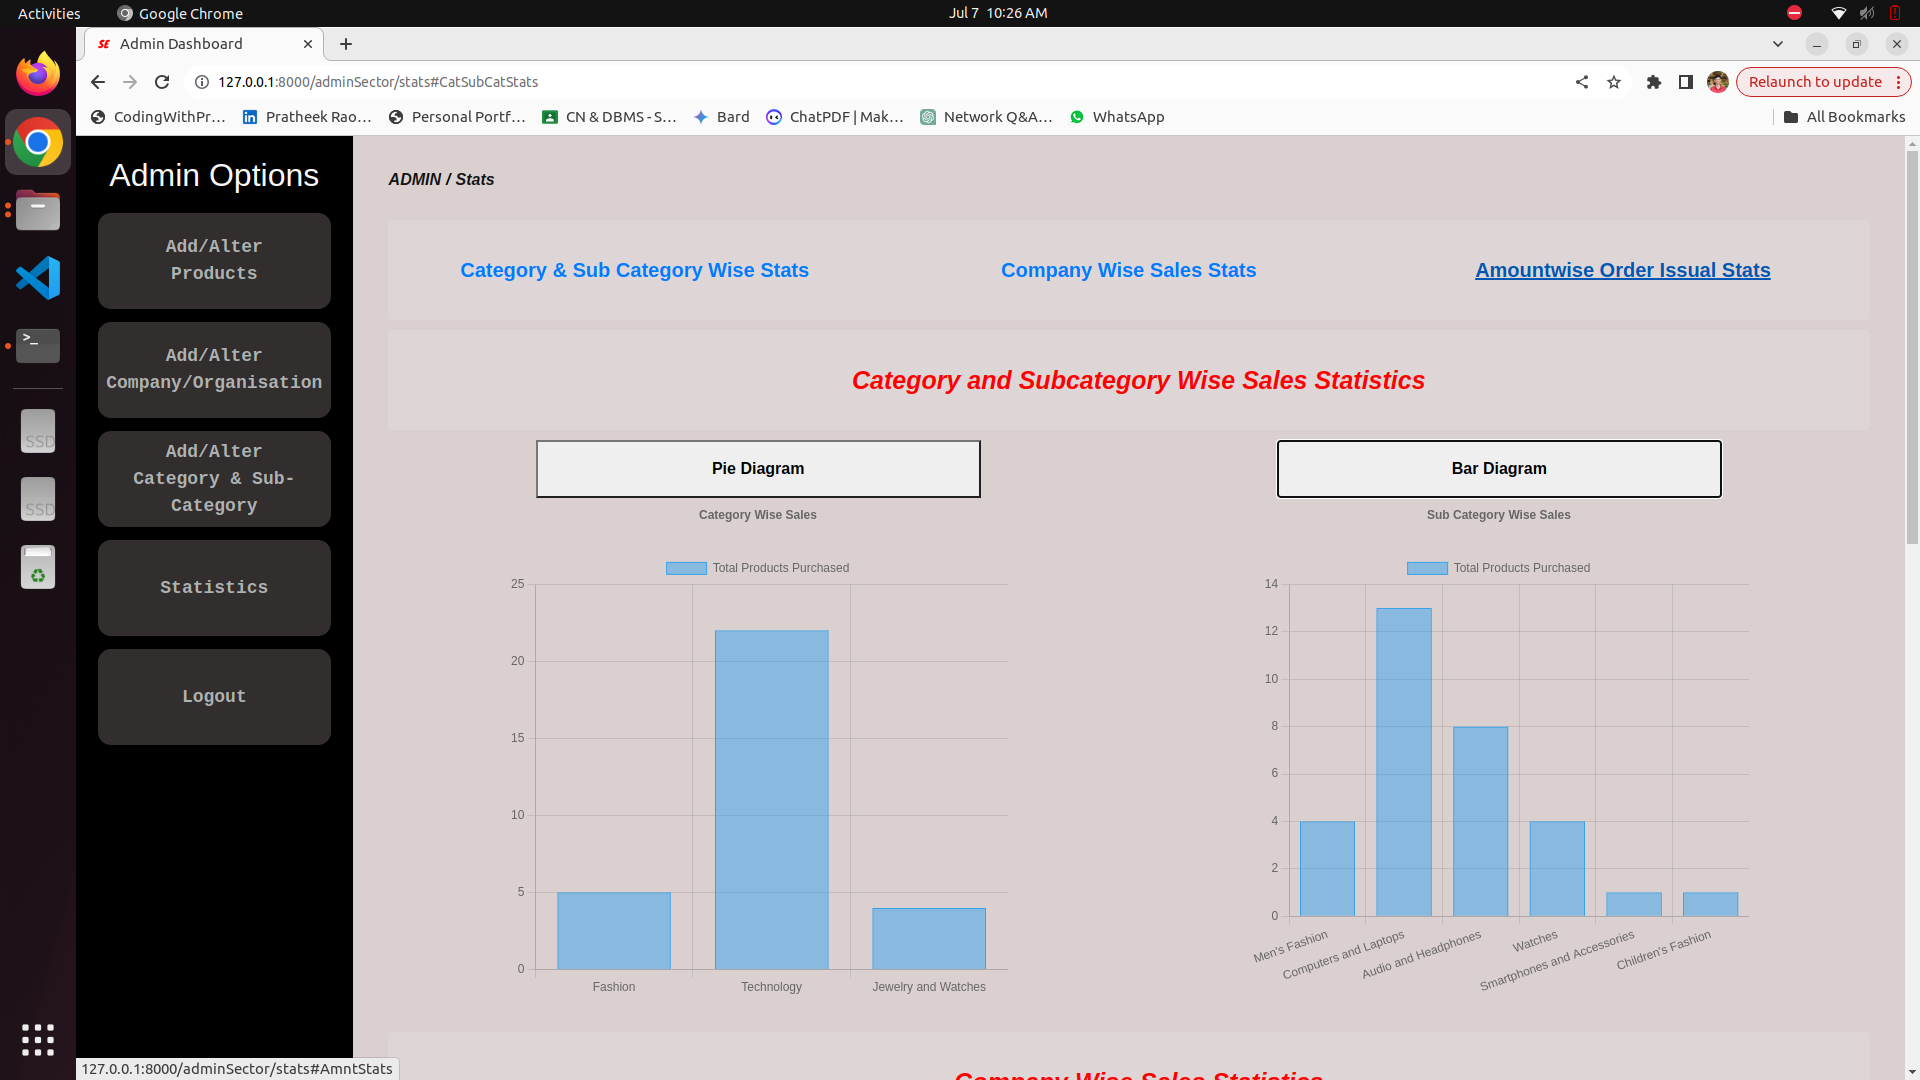 Activities
Google Chrome
Jul 7 10:26 AM
SE
Admin Dashboard
127.0.0.1:8000/adminSector/stats#CatSubCatStats
Relaunch to update
CodingWithPr…
Pratheek Rao…
Personal Portf…
CN & DBMS - S…
Bard
ChatPDF | Mak…
Network Q&A…
WhatsApp
All Bookmarks
Admin Options
Add/Alter
Products
Add/Alter
Company/Organisation
Add/Alter
Category & Sub-
Category
Statistics
Logout
>_
SSD
SSD
ADMIN / Stats
Category & Sub Category Wise Stats
Company Wise Sales Stats
Amountwise Order Issual Stats
Category and Subcategory Wise Sales Statistics
Pie Diagram
Bar Diagram
Category Wise Sales
Total Products Purchased
25
20
15
10
5
0
Fashion
Technology
Jewelry and Watches
Sub Category Wise Sales
Total Products Purchased
14
12
10
8
6
4
2
0
Men's Fashion
Computers and Laptops
Audio and Headphones
Watches
Smartphones and Accessories
Children's Fashion
Company Wise Sales Statistics
127.0.0.1:8000/adminSector/stats#AmntStats